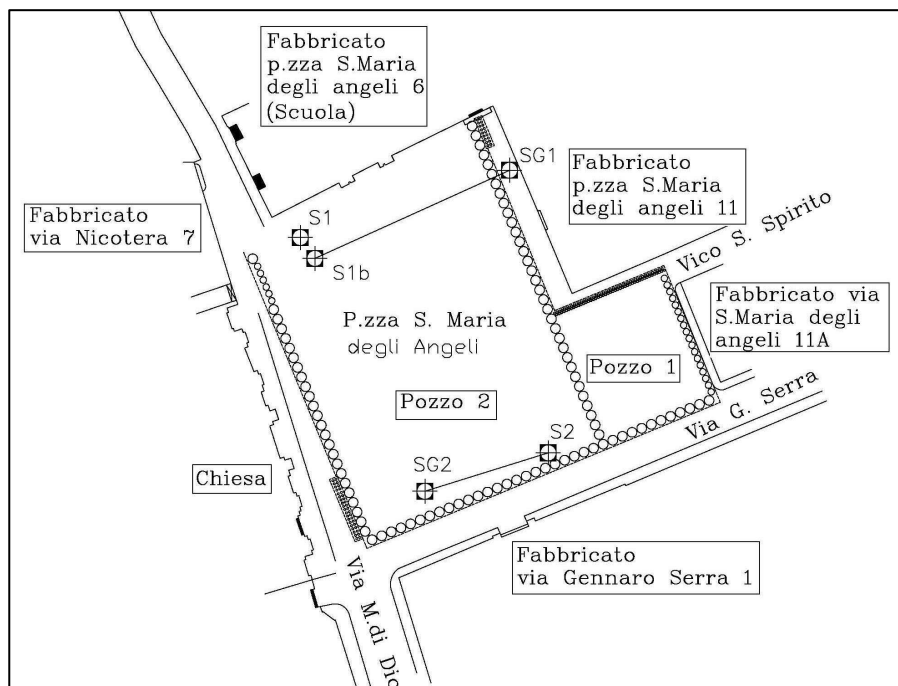 Fabbricato
p.zza S.Maria
degli angeli 6
(Scuola)
SG1
Fabbricato
p.zza S.Maria
degli angeli 11
Fabbricato
via Nicotera 7
S1
S1b
Vico S. Spirito
Fabbricato via
S.Maria degli
angeli 11A
P.zza S. Maria
degli Angeli
Pozzo 1
Pozzo 2
Via G. Serra
S2
SG2
Chiesa
Fabbricato
via Gennaro Serra 1
Via M.di Dio